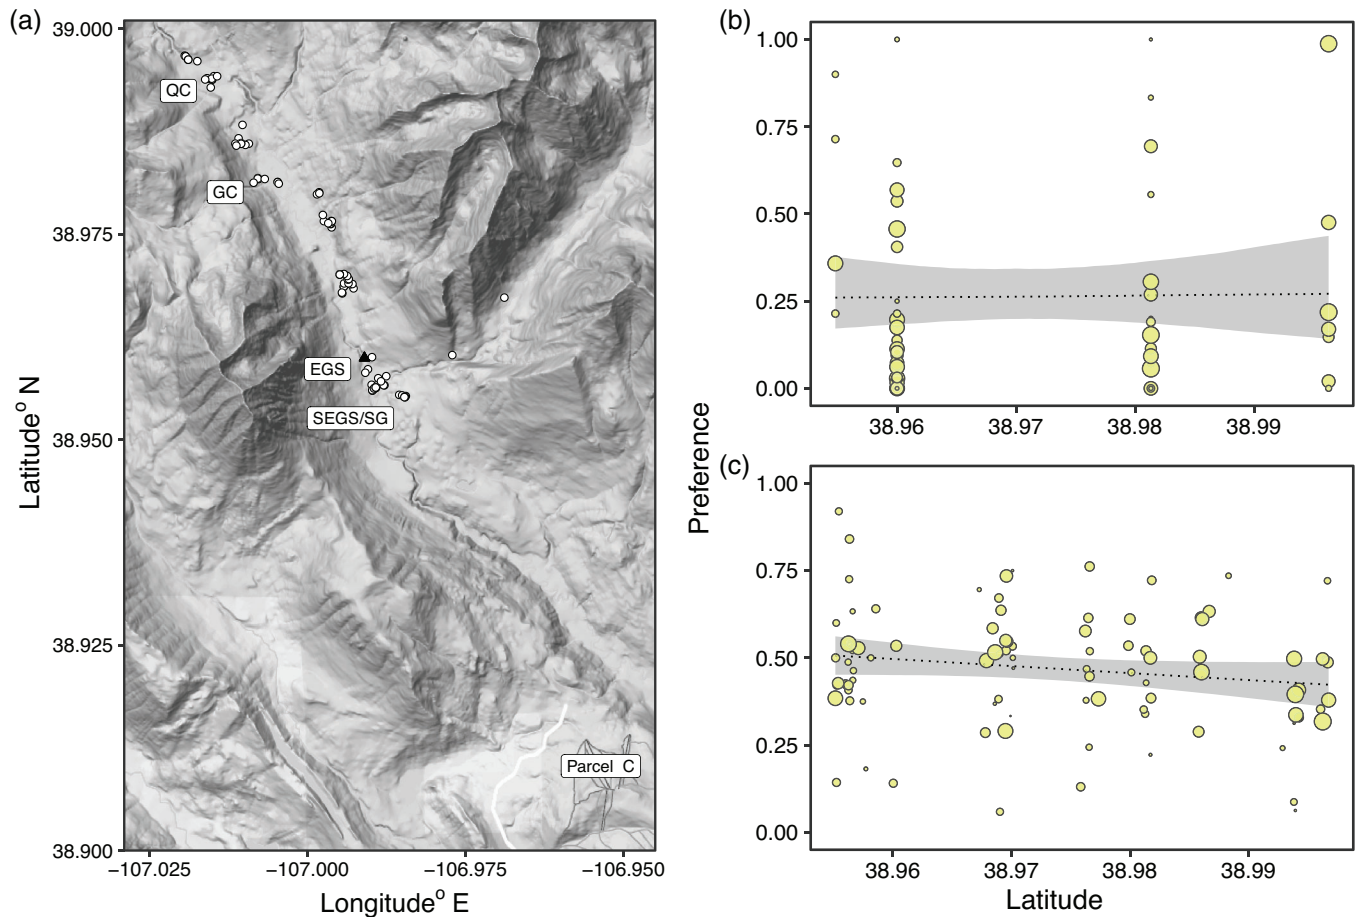 (a)
39.000
38.975
38.950
38.925
38.900
Latitude° N
QC
GC
EGS
SEGS/SG
Parcel C
−107.025
−107.000
−106.975
−106.950
Longitude° E
(b)
1.00
0.75
0.50
0.25
0.00
38.96
38.97
38.98
38.99
Preference
(c)
1.00
0.75
0.50
0.25
0.00
38.96
38.97
38.98
38.99
Latitude